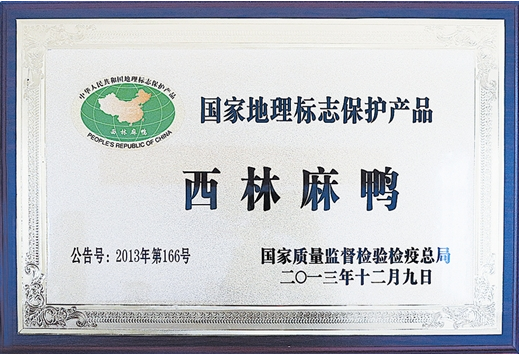 中华人民共和国地理标志保护产品
西林麻鸭
PEOPLE'S REPUBLIC OF CHINA
国家地理标志保护产品
西林麻鸭
公告号：2013年第166号
国家质量监督检验检疫总局
二〇一三年十二月九日